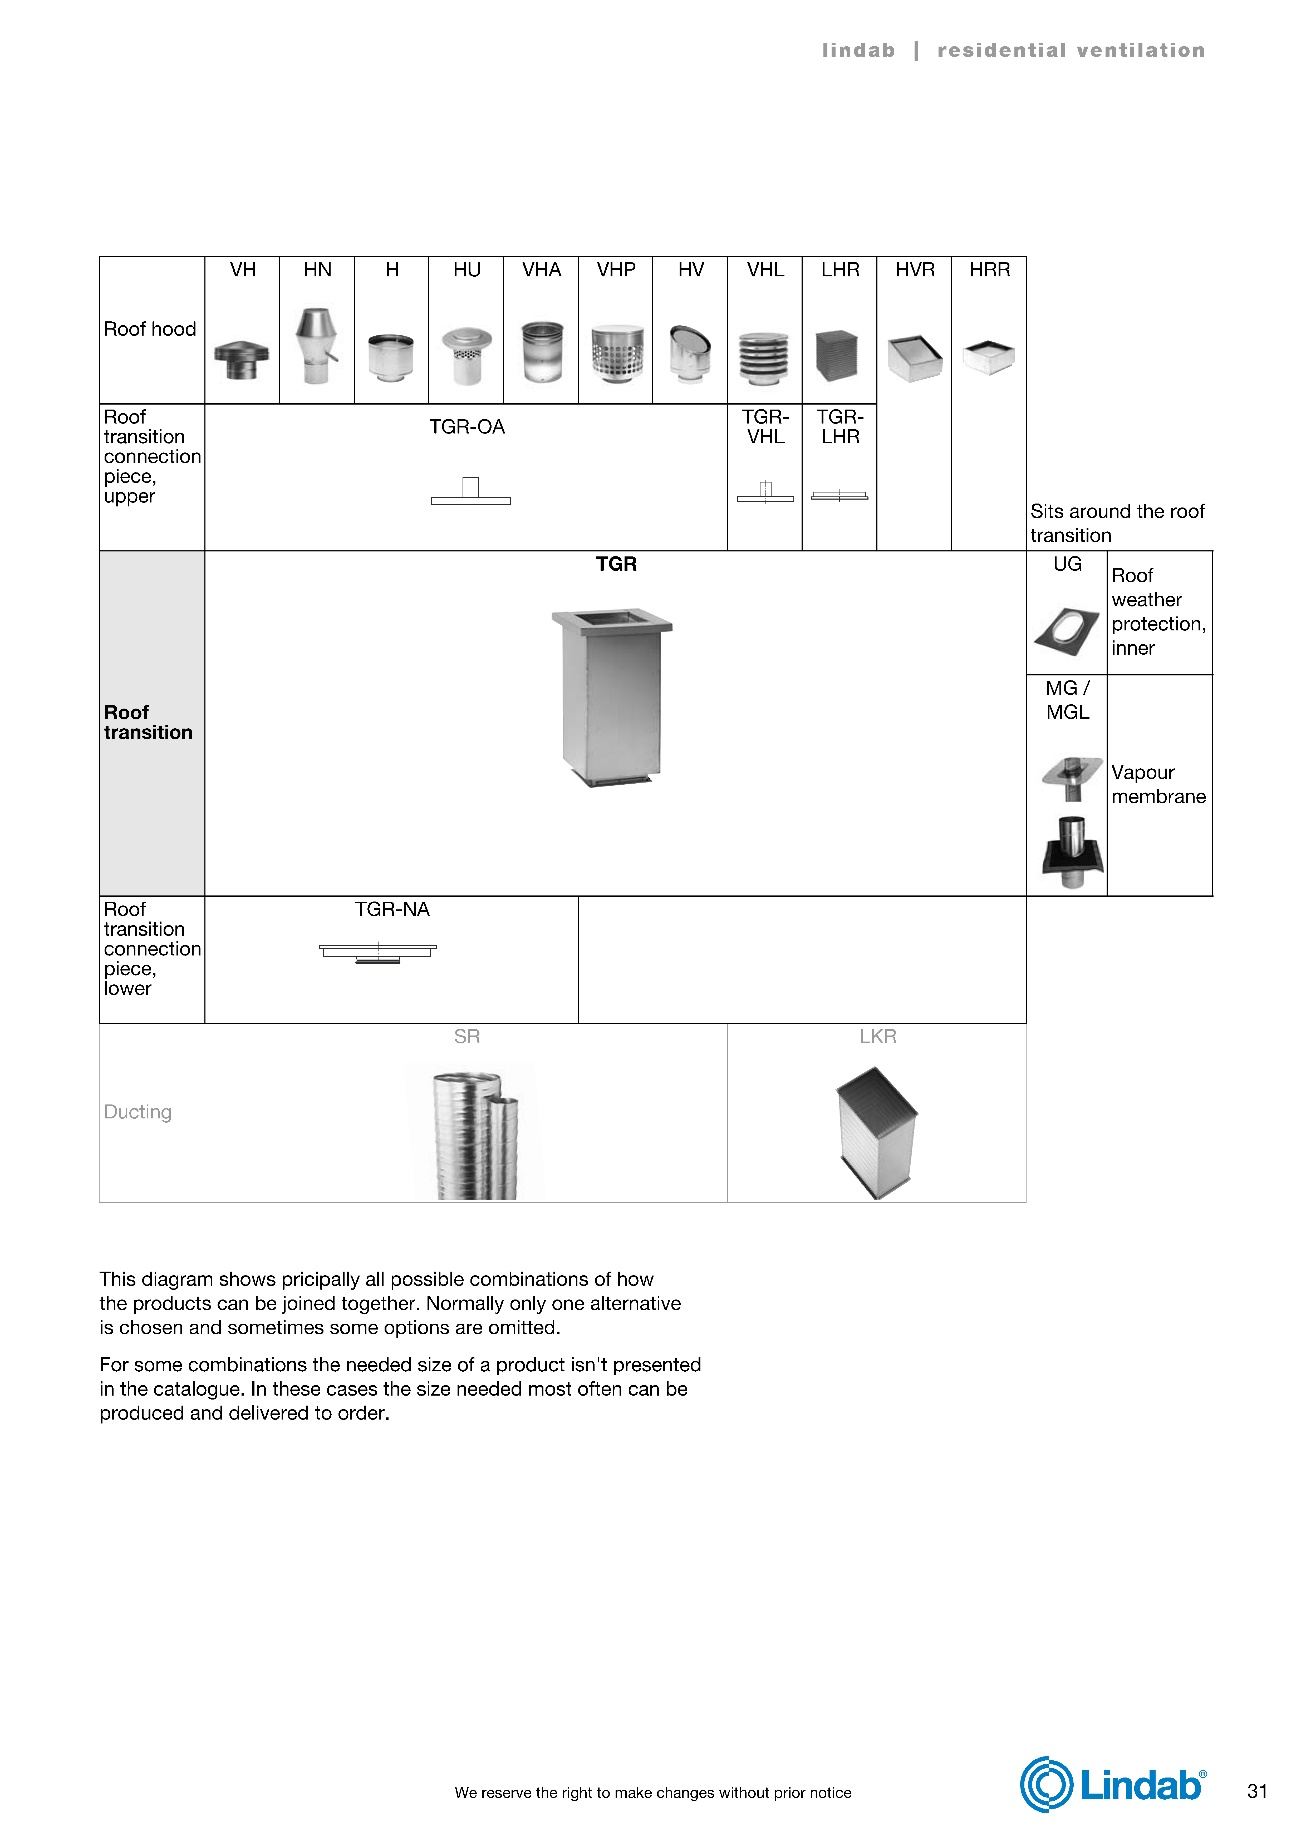 lindab | residential ventilation
VH HN H HU VHA VHP HV VHL LHR HVR HRR
Roof hood
Roof
transition
connection
piece,
upper
TGR-OA
TGR-
VHL
TGR-
LHR
Sits around the roof
transition
Roof
transition
TGR
UG
Roof
weather
protection,
inner
MG /
MGL
Vapour
membrane
Roof
transition
connection
piece,
lower
TGR-NA
Ducting
SR
LKR
This diagram shows pricipally all possible combinations of how
the products can be joined together. Normally only one alternative
is chosen and sometimes some options are omitted.
For some combinations the needed size of a product isn't presented
in the catalogue. In these cases the size needed most often can be
produced and delivered to order.
We reserve the right to make changes without prior notice
Lindab®
31